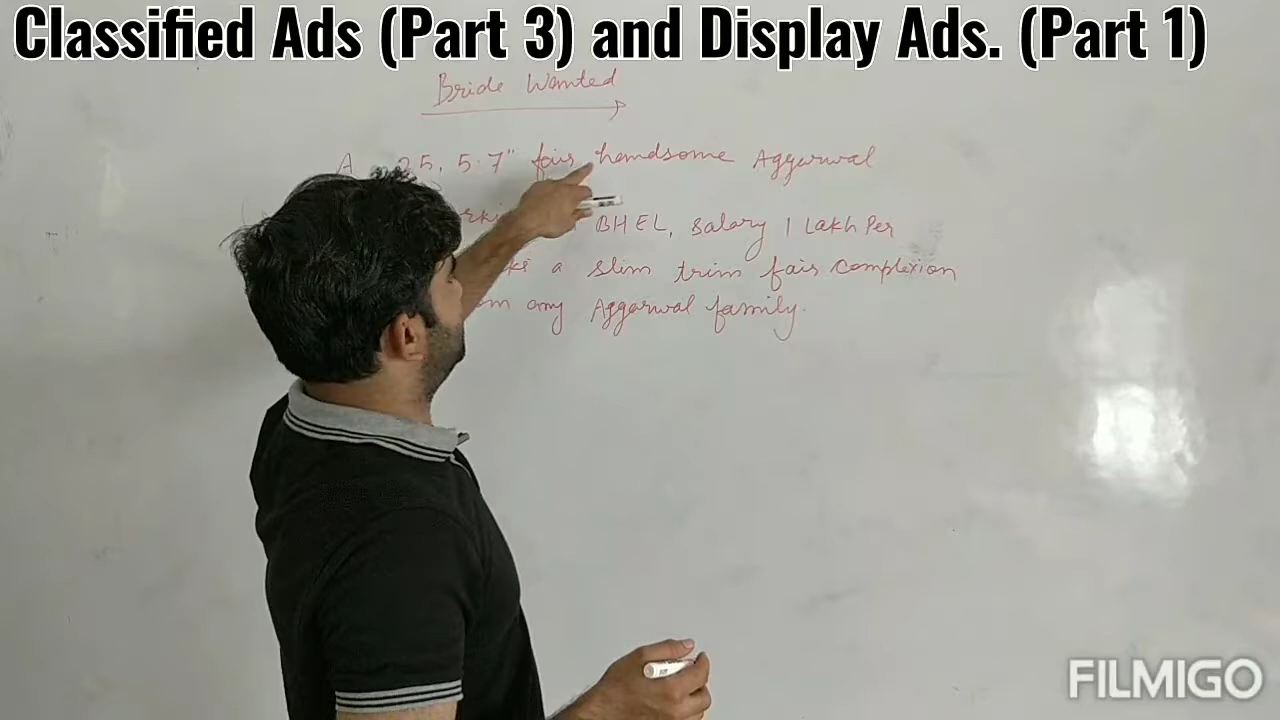 Classified Ads (Part 3) and Display Ads. (Part 1)
Bride Wanted
A 25, 5.7" fair handsome Aggarwal
BHEL, salary 1 Lakh Per
a slim trim fair complexion
any Aggarwal family.
FILMIGO